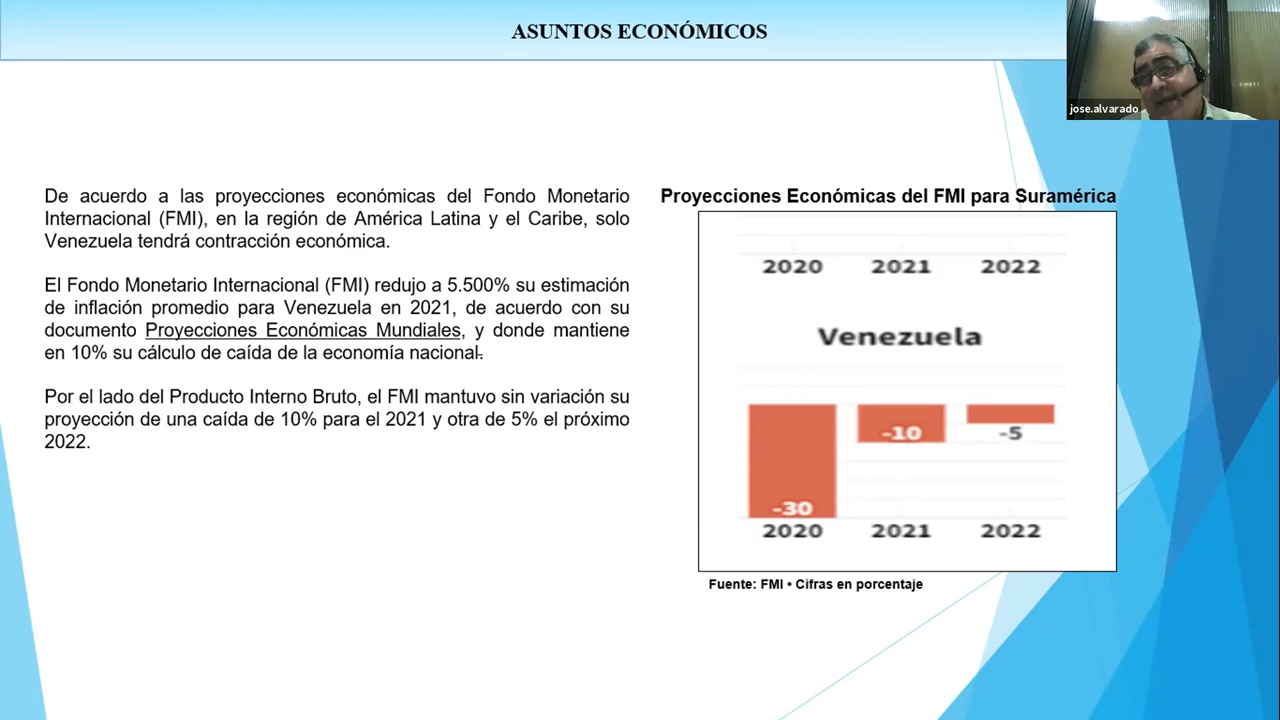 ASUNTOS ECONÓMICOS
jose.alvarado
De acuerdo a las proyecciones económicas del Fondo Monetario
Internacional (FMI), en la región de América Latina y el Caribe, solo
Venezuela tendrá contracción económica.
El Fondo Monetario Internacional (FMI) redujo a 5.500% su estimación
de inflación promedio para Venezuela en 2021, de acuerdo con su
documento Proyecciones Económicas Mundiales, y donde mantiene
en 10% su cálculo de caída de la economía nacional.
Por el lado del Producto Interno Bruto, el FMI mantuvo sin variación su
proyección de una caída de 10% para el 2021 y otra de 5% el próximo
2022.
Proyecciones Económicas del FMI para Suramérica
2020 2021 2022
Venezuela
-30 -10 -5
2020 2021 2022
Fuente: FMI • Cifras en porcentaje